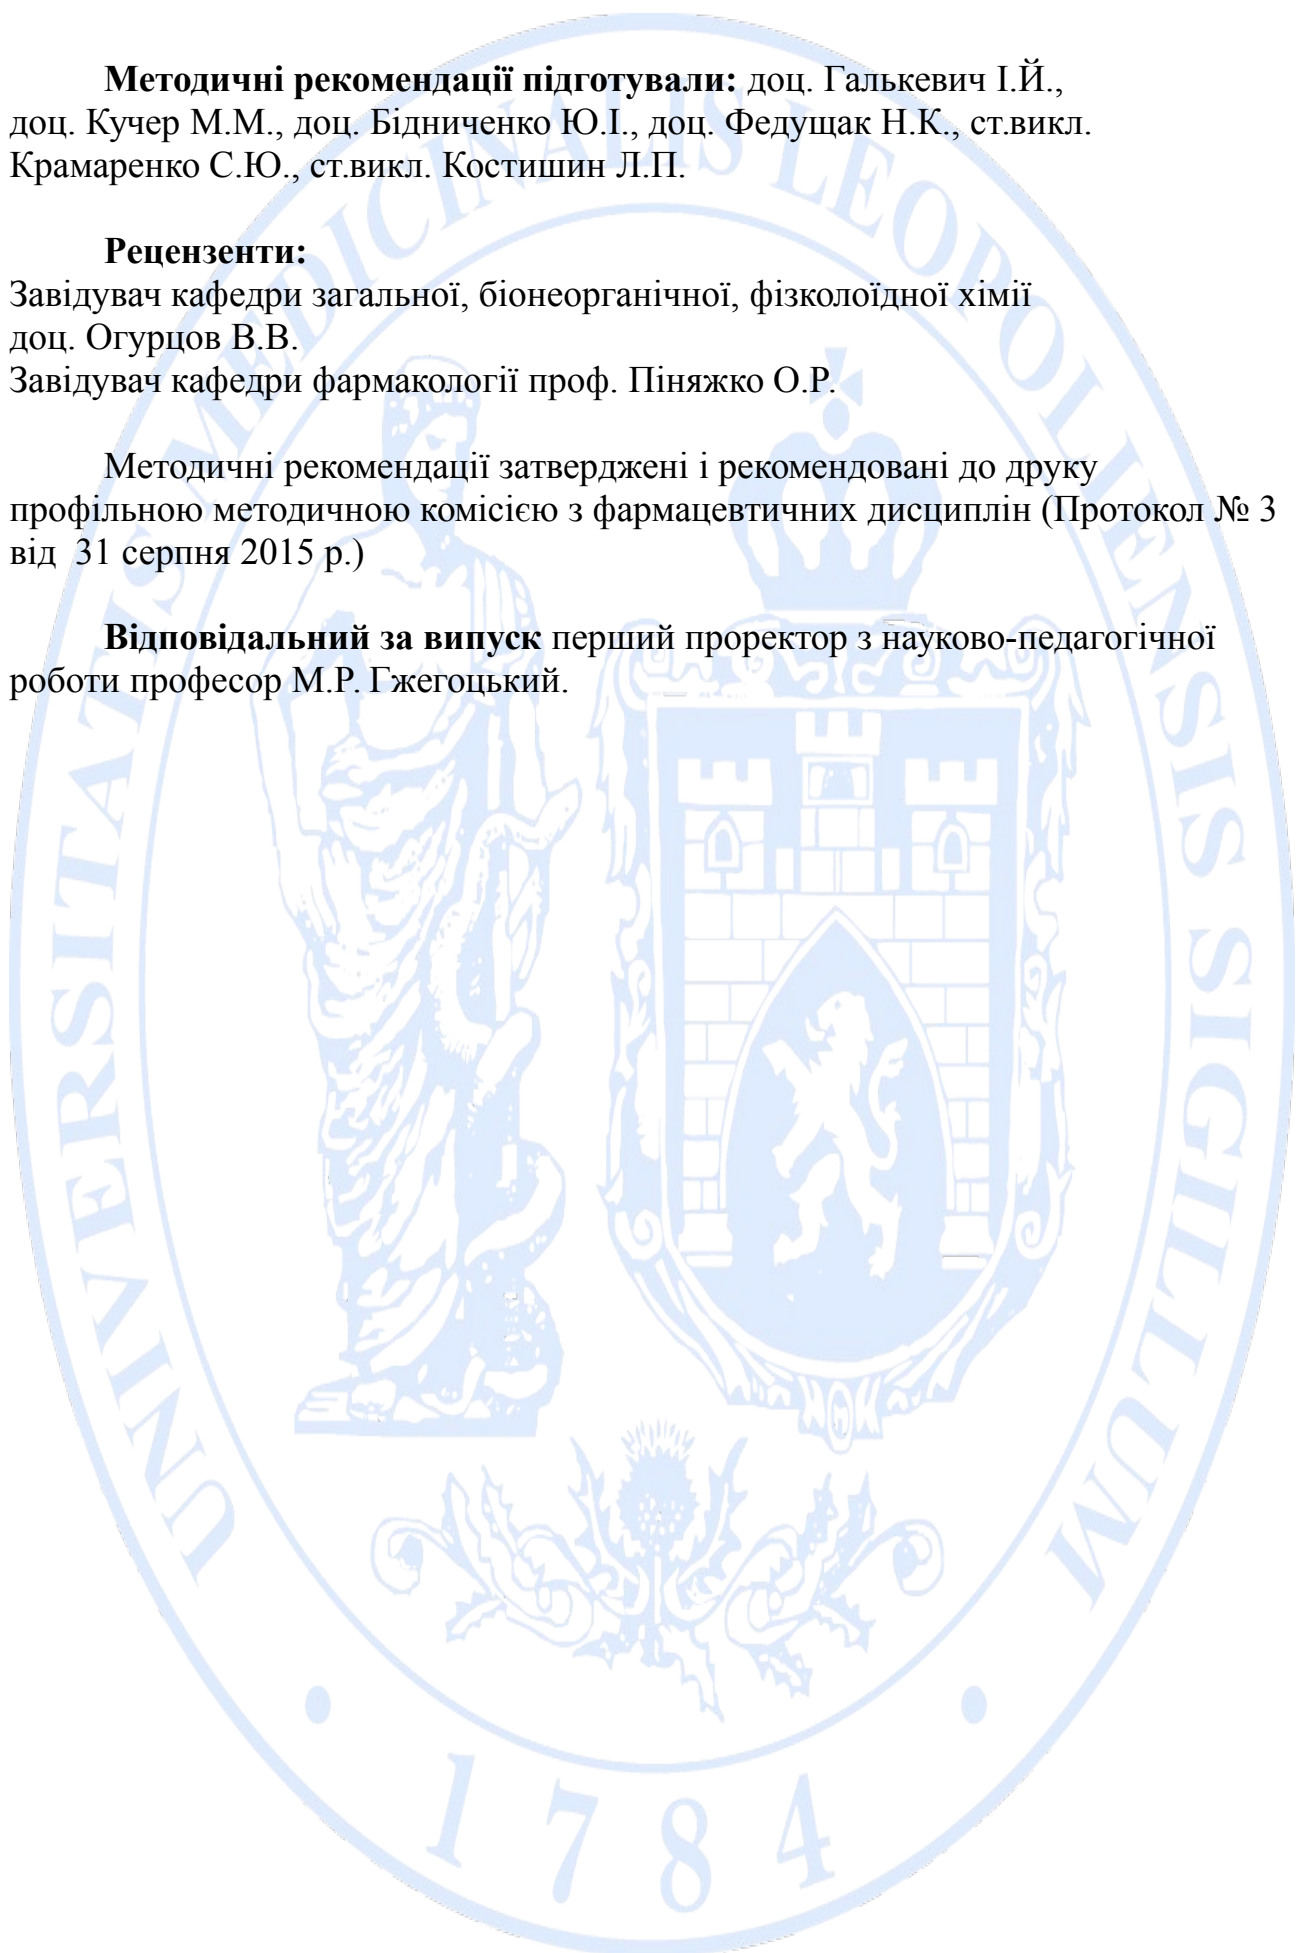 Методичні рекомендації підготували: доц. Галькевич І.Й.,
доц. Кучер М.М., доц. Бідниченко Ю.І., доц. Федущак Н.К., ст.викл.
Крамаренко С.Ю., ст.викл. Костишин Л.П.
Рецензенти:
Завідувач кафедри загальної, біонеорганічної, фізколоїдної хімії
доц. Огурцов В.В.
Завідувач кафедри фармакології проф. Піняжко О.Р.
Методичні рекомендації затверджені і рекомендовані до друку
профільною методичною комісією з фармацевтичних дисциплін (Протокол № 3
від 31 серпня 2015 р.)
Відповідальний за випуск перший проректор з науково-педагогічної
роботи професор М.Р. Гжегоцький.
UNIVERSITATIS MEDICINALIS LEOPOLIENSIS SIGILLUM
1784